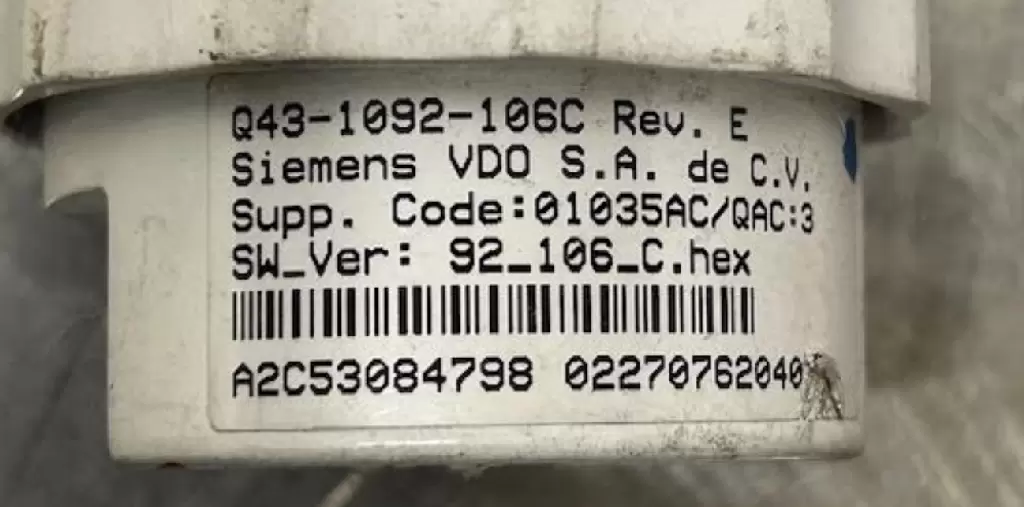 Q43-1092-106C Rev. E
Siemens VDO S.A. de C.V.
Supp. Code:01035AC/QAC:3
SW_Ver: 92_106_C.hex
A2C53084798 02270762040